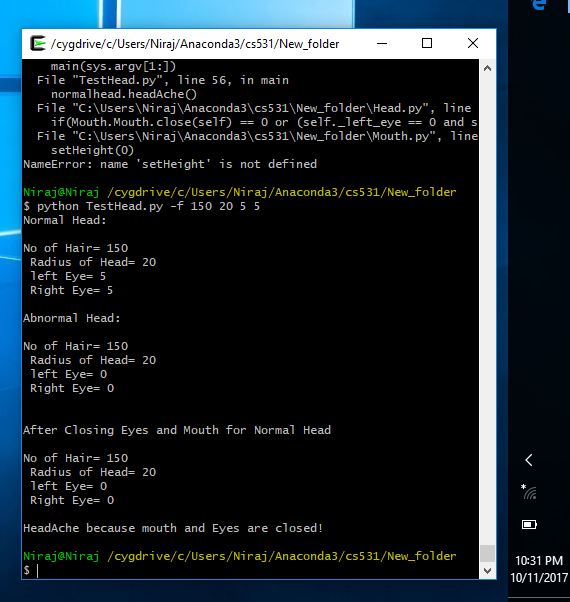 /cygdrive/c/Users/Niraj/Anaconda3/cs531/New_folder
main(sys.argv[1:])
File "TestHead.py", line 56, in main
normalhead.headAche()
File "C:\Users\Niraj\Anaconda3\cs531\New_folder\Head.py", line
if(Mouth.Mouth.close(self) == 0 or (self._left_eye == 0 and s
File "C:\Users\Niraj\Anaconda3\cs531\New_folder\Mouth.py", line
setHeight(0)
NameError: name 'setHeight' is not defined
Niraj@Niraj /cygdrive/c/Users/Niraj/Anaconda3/cs531/New_folder
$ python TestHead.py -f 150 20 5 5
Normal Head:
No of Hair= 150
Radius of Head= 20
left Eye= 5
Right Eye= 5
Abnormal Head:
No of Hair= 150
Radius of Head= 20
left Eye= 0
Right Eye= 0
After Closing Eyes and Mouth for Normal Head
No of Hair= 150
Radius of Head= 20
left Eye= 0
Right Eye= 0
HeadAche because mouth and Eyes are closed!
Niraj@Niraj /cygdrive/c/Users/Niraj/Anaconda3/cs531/New_folder
$
10:31 PM
10/11/2017